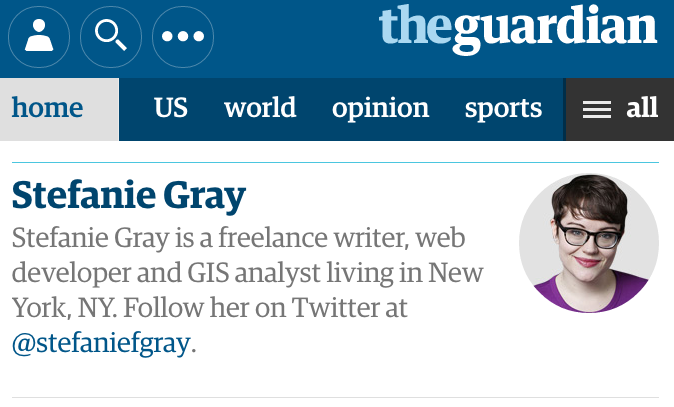 theguardian
home US world opinion sports all
Stefanie Gray
Stefanie Gray is a freelance writer, web
developer and GIS analyst living in New
York, NY. Follow her on Twitter at
@stefaniefgray.